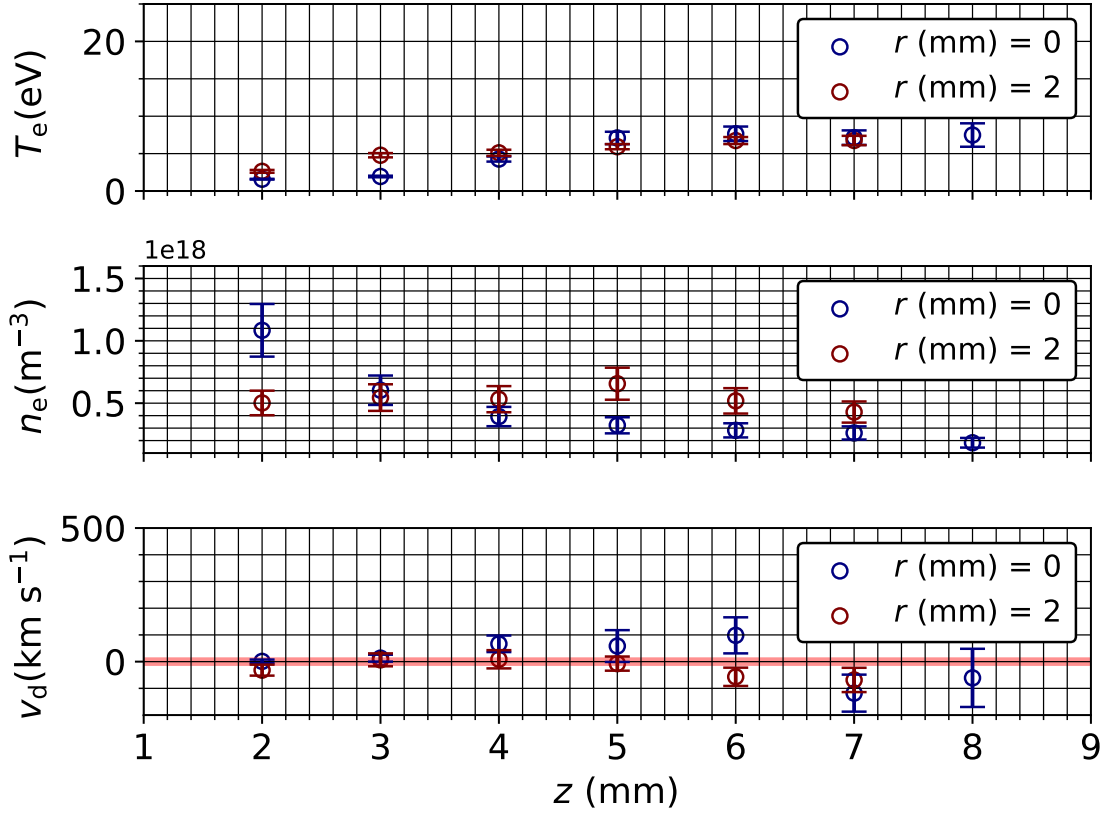 20
0
T_e(eV)
r (mm) = 0
r (mm) = 2
1e18
1.5
1.0
0.5
n_e(m⁻³)
r (mm) = 0
r (mm) = 2
500
0
v_d(km s⁻¹)
r (mm) = 0
r (mm) = 2
1 2 3 4 5 6 7 8 9
z (mm)